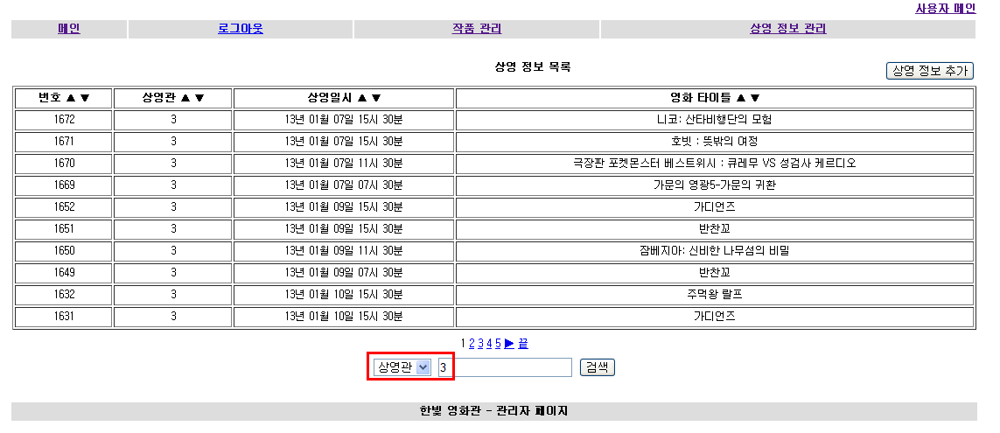 사용자 메인
메인 로그아웃 작품 관리 상영 정보 관리
상영 정보 목록
상영 정보 추가
번호 ▲ ▼ 상영관 ▲ ▼ 상영일시 ▲ ▼ 영화 타이틀 ▲ ▼
1672 3 13년 01월 07일 15시 30분 니코: 산타비행단의 모험
1671 3 13년 01월 07일 15시 30분 호빗 : 뜻밖의 여정
1670 3 13년 01월 07일 11시 30분 극장판 포켓몬스터 베스트위시 : 큐레무 VS 성검사 케르디오
1669 3 13년 01월 07일 07시 30분 가문의 영광5-가문의 귀환
1652 3 13년 01월 09일 15시 30분 가디언즈
1651 3 13년 01월 09일 15시 30분 반창꼬
1650 3 13년 01월 09일 11시 30분 잠베지아: 신비한 나무섬의 비밀
1649 3 13년 01월 09일 07시 30분 반창꼬
1632 3 13년 01월 10일 15시 30분 주먹왕 랄프
1631 3 13년 01월 10일 15시 30분 가디언즈
1 2 3 4 5 ▶ 끝
상영관 3 검색
한빛 영화관 - 관리자 페이지